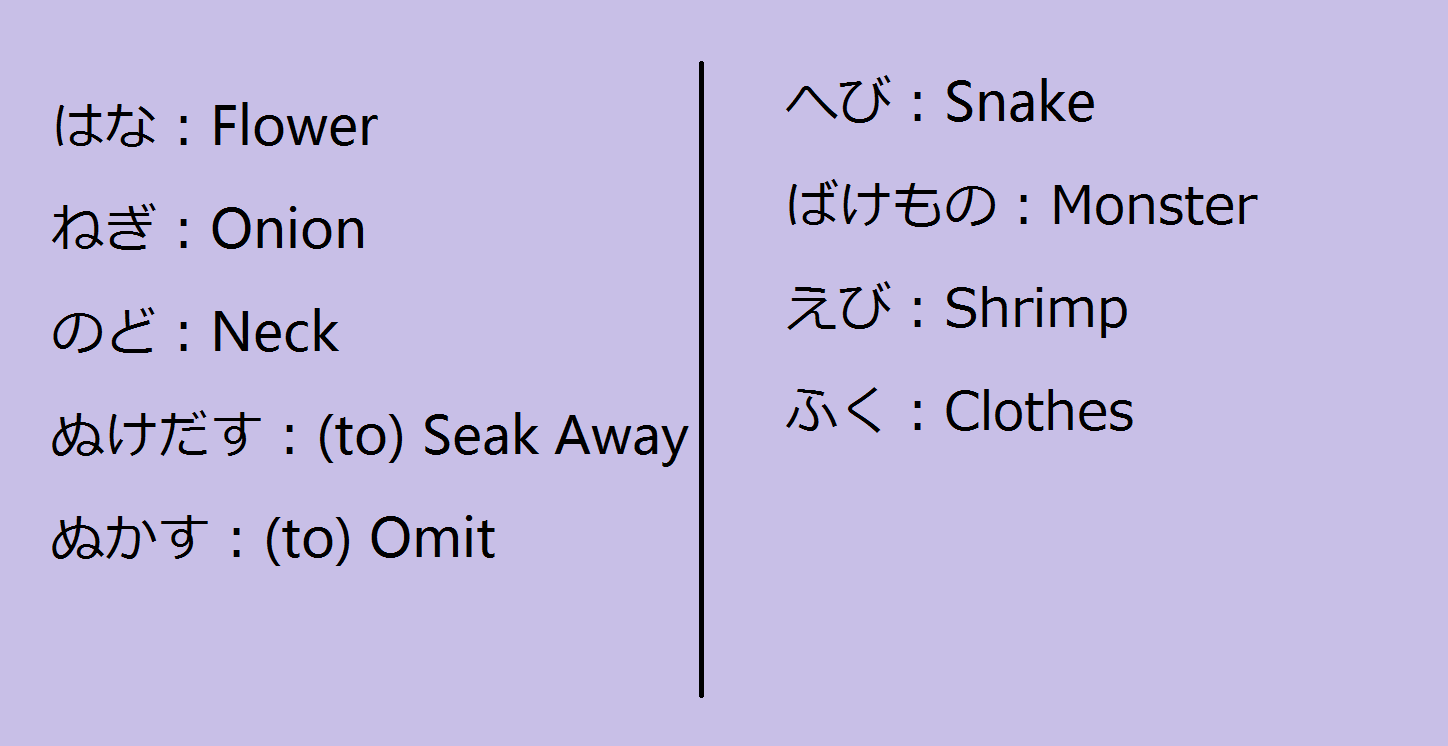 はな : Flower
ねぎ : Onion
のど : Neck
ぬけだす : (to) Seak Away
ぬかす : (to) Omit
へび : Snake
ばけもの : Monster
えび : Shrimp
ふく : Clothes